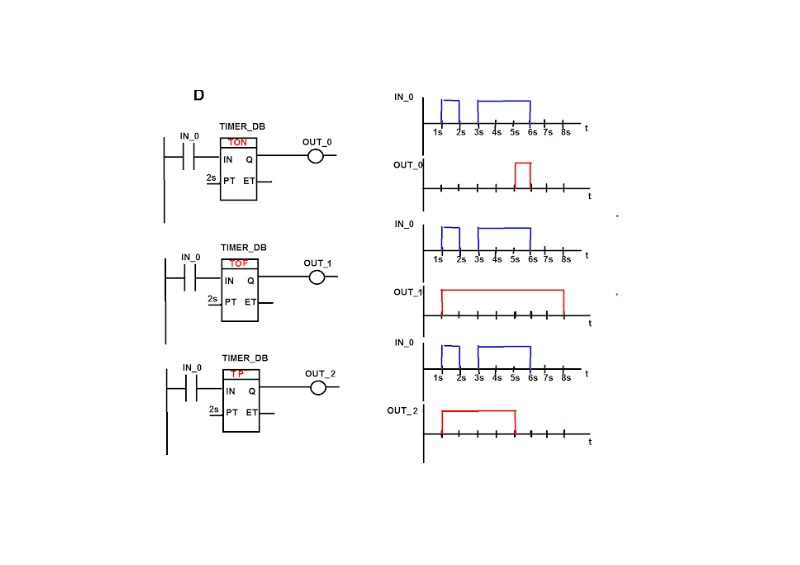 D
TIMER_DB
IN_0
TON
OUT_0
IN Q
2s
PT ET
IN_0
1s 2s 3s 4s 5s 6s 7s 8s t
OUT_0
t
TIMER_DB
IN_0
TOF
OUT_1
IN Q
2s
PT ET
IN_0
1s 2s 3s 4s 5s 6s 7s 8s t
OUT_1
t
TIMER_DB
IN_0
TP
OUT_2
IN Q
2s
PT ET
IN_0
1s 2s 3s 4s 5s 6s 7s 8s t
OUT_2
t